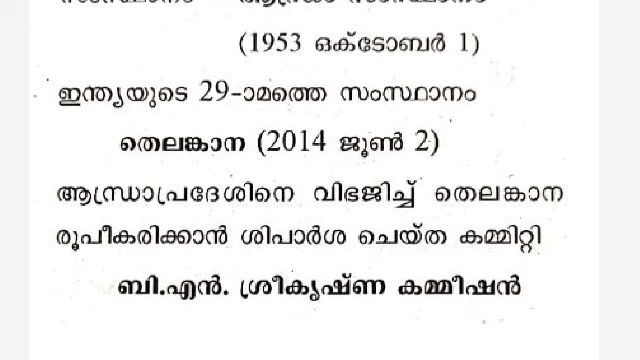 സംസ്ഥാനം ആന്ധ്രാ സംസ്ഥാനം
(1953 ഒക്ടോബർ 1)
ഇന്ത്യയുടെ 29-ാമത്തെ സംസ്ഥാനം
തെലങ്കാന (2014 ജൂൺ 2)
ആന്ധ്രാപ്രദേശിനെ വിഭജിച്ച് തെലങ്കാന
രൂപീകരിക്കാൻ ശിപാർശ ചെയ്ത കമ്മിറ്റി
ബി.എൻ. ശ്രീകൃഷ്ണ കമ്മീഷൻ